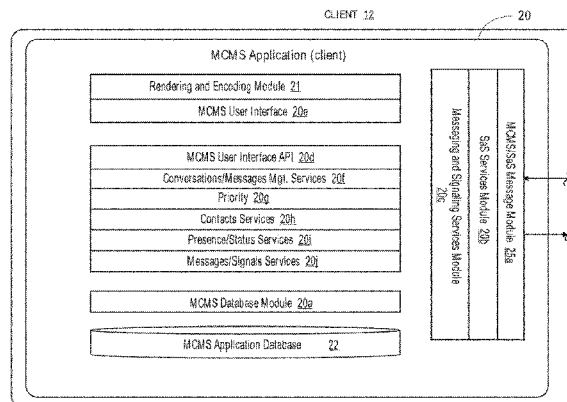 CLIENT 12
20
MCMS Application (client)
Rendering and Encoding Module 21
MCMS User Interface 20e
MCMS User Interface API 20d
Conversations/Messages Mgt. Services 20f
Priority 20g
Contacts Services 20h
Presence/Status Services 20i
Messages/Signals Services 20j
MCMS Database Module 20a
MCMS Application Database 22
MCMS/SaS Message Module 25a
SaS Services Module 20b
Messaging and Signaling Services Module 20c